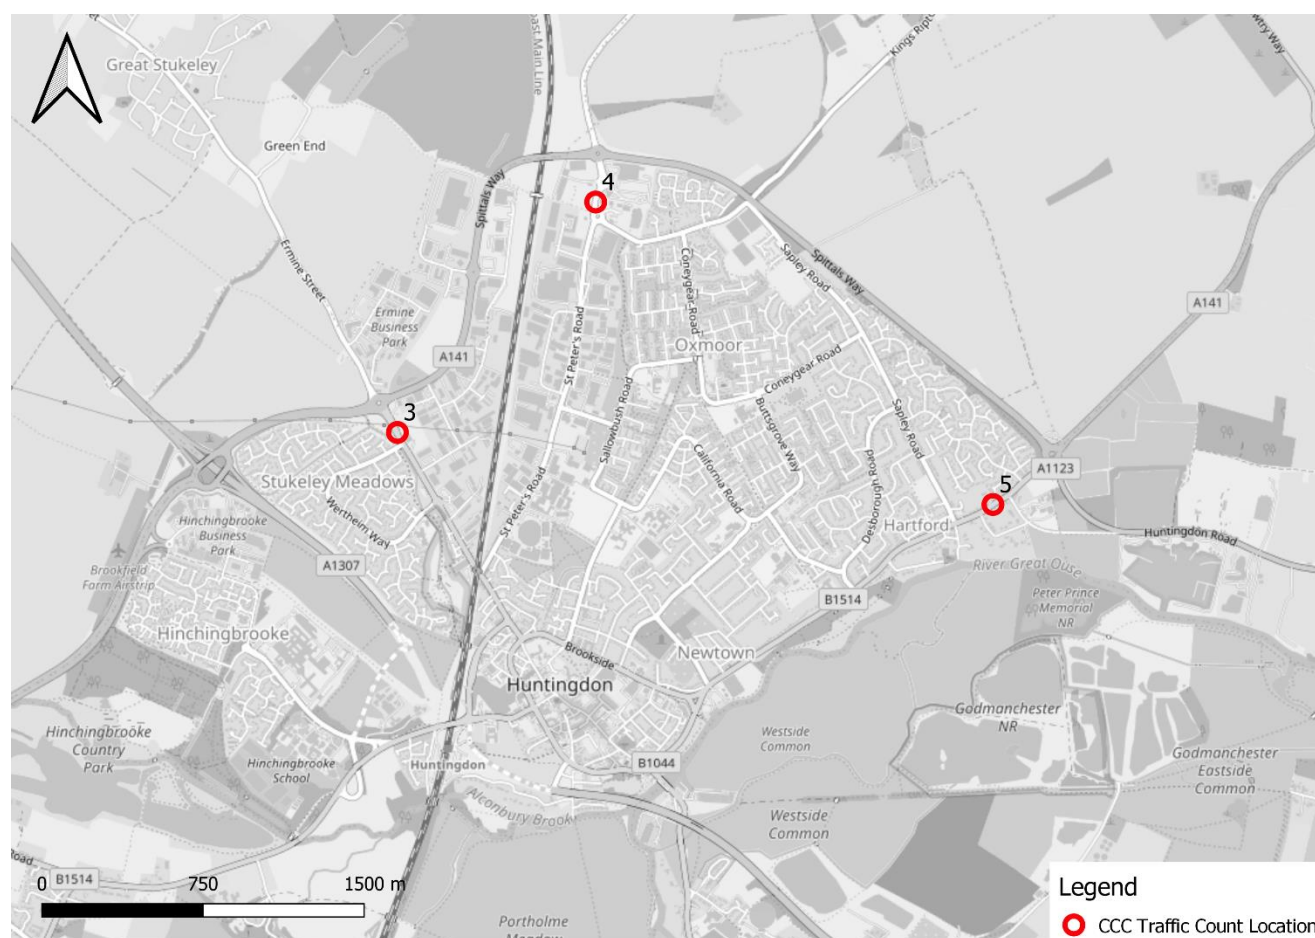 Great Stukeley
Green End
Ermine Street
Spittals Way
East Main Line
Kings Ript
wtry Way
4
Coneygear Road
Sapley Road
Spittals Way
A141
Ermine
Business
Park
A141
St Peter's Road
Oxmoor
Coneygear Road
3
Sallowbush Road
Buttsgrove Way
Sapley Road
California Road
Desborough Road
Stukeley Meadows
Wertheim Way
St Peter's Road
A1123
5
Hartford
Huntingdon Road
Hinchingbrooke
Business
Park
Brookfield
Farm Airstrip
A1307
River Great Ouse
Peter Prince
Memorial
NR
B1514
Hinchingbrooke
Brookside
Newtown
Huntingdon
Godmanchester
NR
Westside
Common
Hinchingbrooke
Country
Park
Hinchingbrooke
School
Huntingdon
B1044
Godmanchester
Eastside
Common
Alconbury Brook
Westside
Common
Road
B1514
0 750 1500 m
Portholme
Meadow
Legend
CCC Traffic Count Location